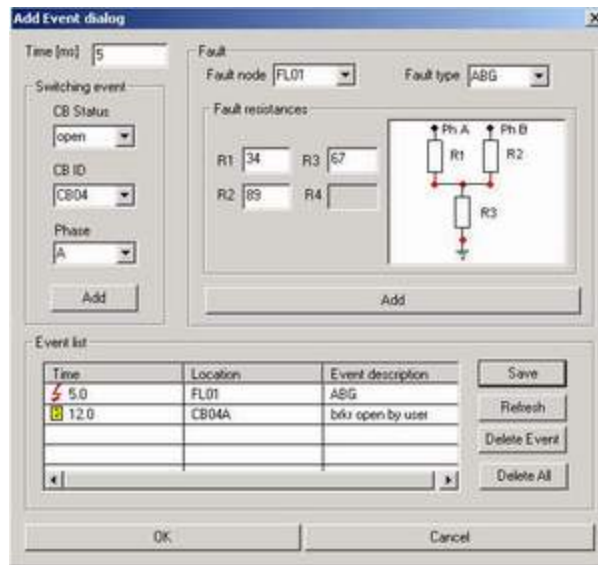 Add Event dialog
Time [ms] 5
Switching event
CB Status
open
CB ID
CB04
Phase
A
Add
Fault
Fault node FL01 Fault type ABG
Fault resistances
R1 34 R3 67
R2 89 R4
Ph A Ph B
R1 R2
R3
Add
Event list
Time Location Event description
5.0 FL01 ABG
12.0 CB04A brkr open by user
Save
Refresh
Delete Event
Delete All
OK Cancel